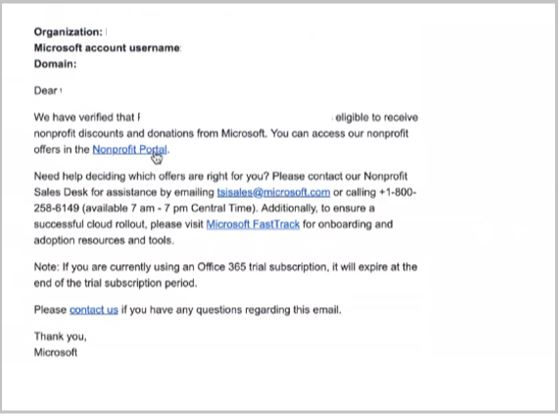 Organization:
Microsoft account username
Domain:
Dear
We have verified that eligible to receive
nonprofit discounts and donations from Microsoft. You can access our nonprofit
offers in the Nonprofit Portal.
Need help deciding which offers are right for you? Please contact our Nonprofit
Sales Desk for assistance by emailing tsisales@microsoft.com or calling +1-800-
258-6149 (available 7 am - 7 pm Central Time). Additionally, to ensure a
successful cloud rollout, please visit Microsoft FastTrack for onboarding and
adoption resources and tools.
Note: If you are currently using an Office 365 trial subscription, it will expire at the
end of the trial subscription period.
Please contact us if you have any questions regarding this email.
Thank you,
Microsoft